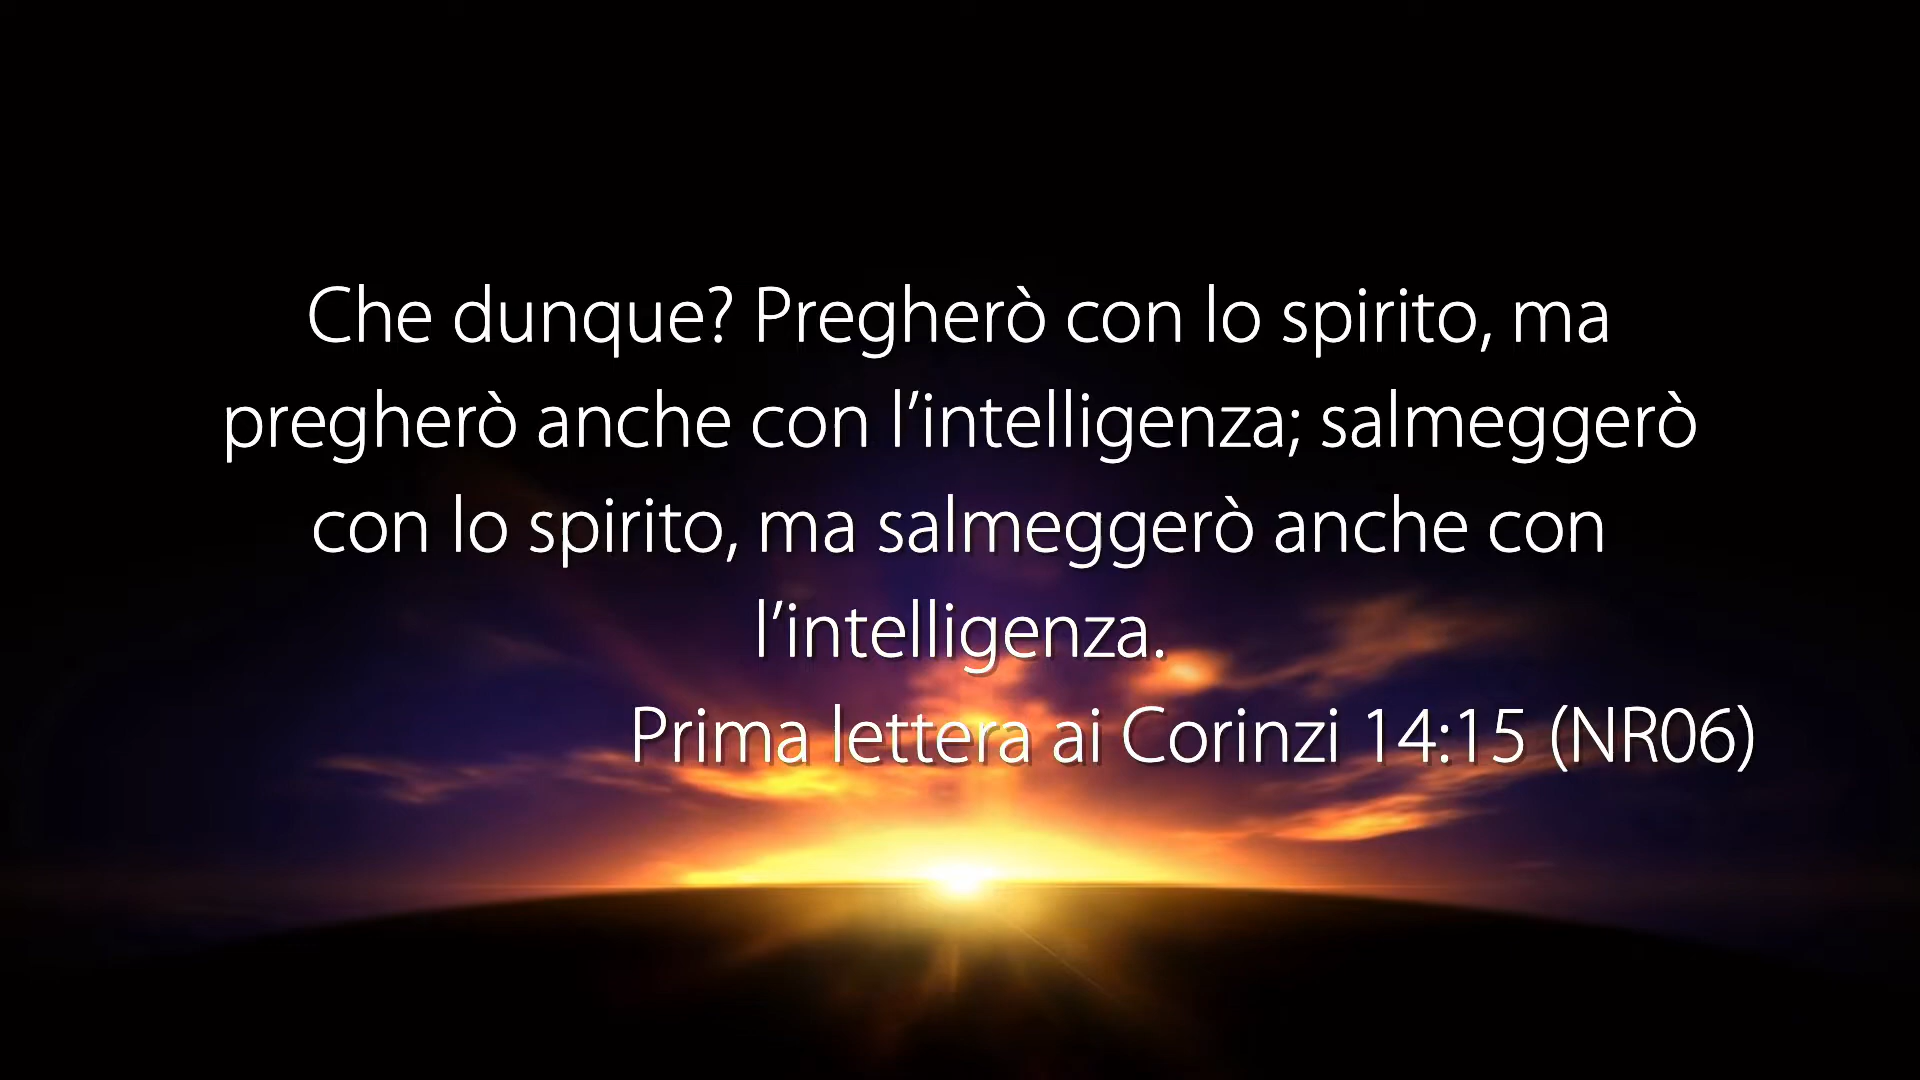 Che dunque? Pregherò con lo spirito, ma
pregherò anche con l’intelligenza; salmeggerò
con lo spirito, ma salmeggerò anche con
l’intelligenza.
Prima lettera ai Corinzi 14:15 (NR06)